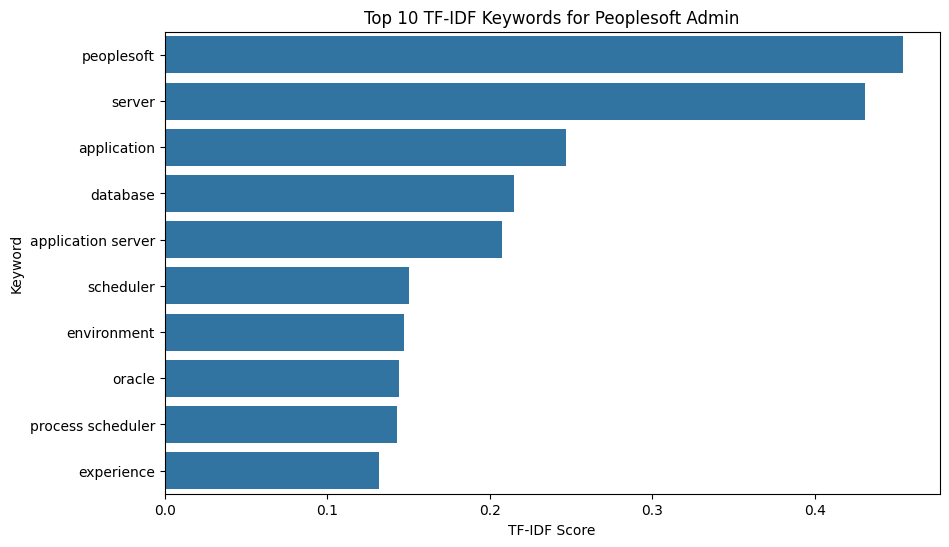 Top 10 TF-IDF Keywords for Peoplesoft Admin
Keyword
peoplesoft
server
application
database
application server
scheduler
environment
oracle
process scheduler
experience
0.0 0.1 0.2 0.3 0.4
TF-IDF Score